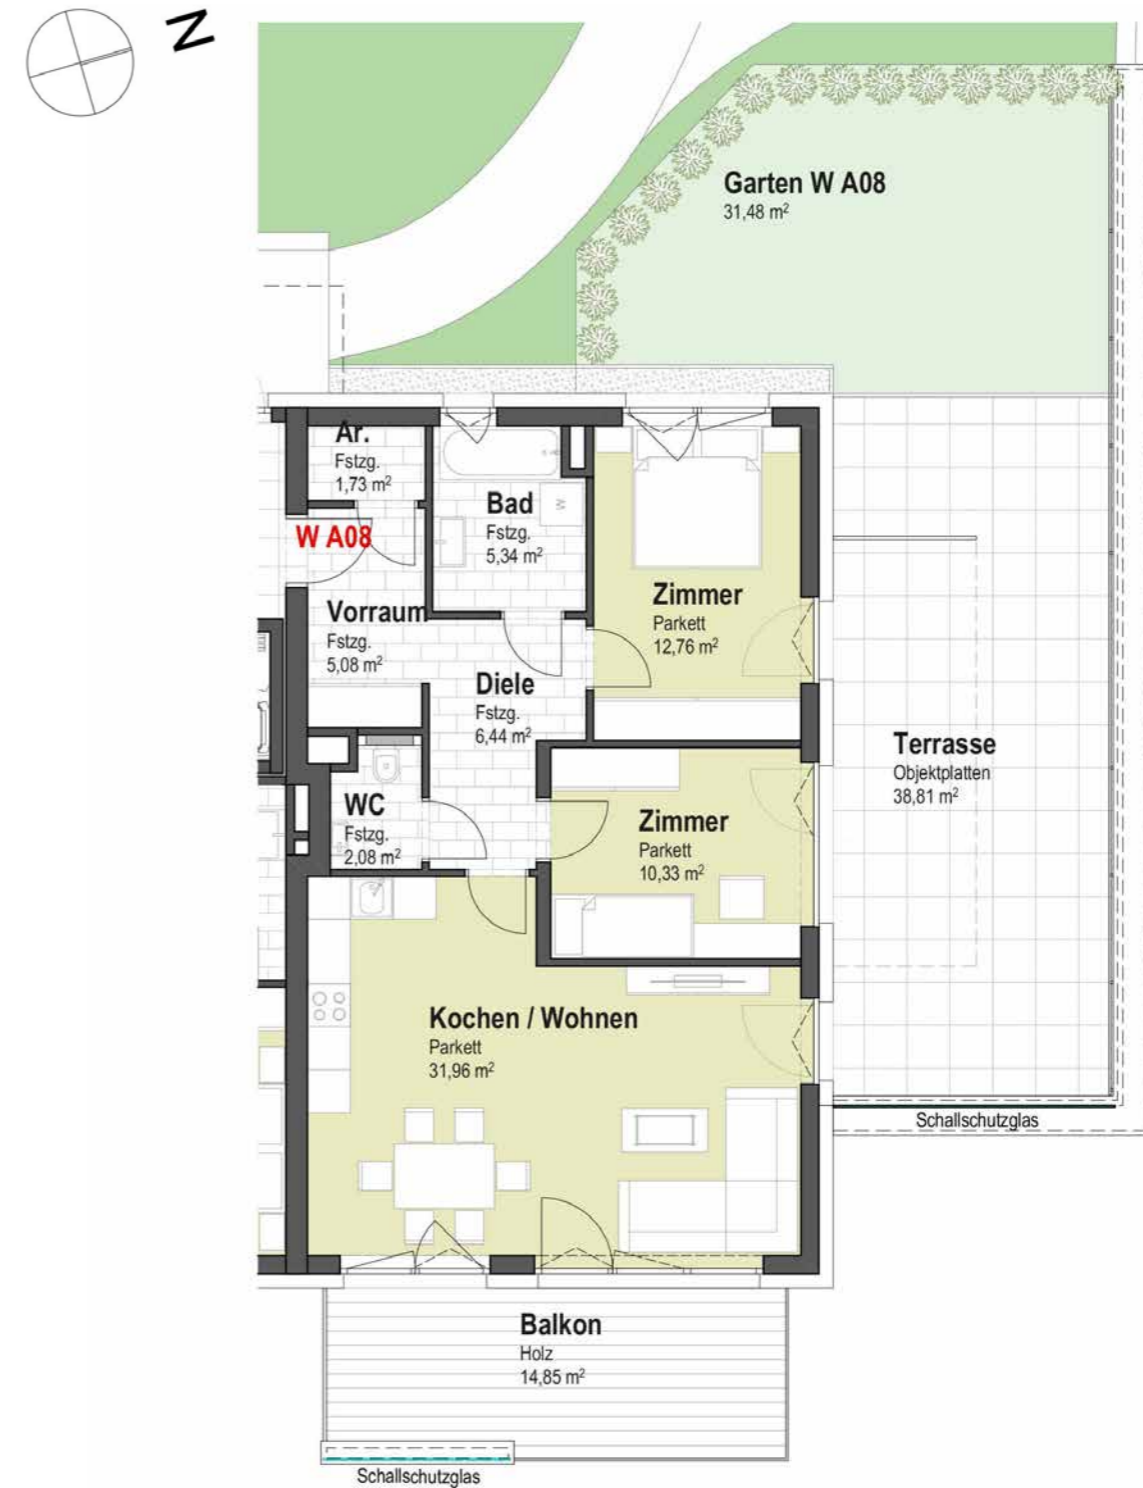 N
Garten W A08
31,48 m²
Ar.
Fstzg.
1,73 m²
W A08
Bad
Fstzg.
5,34 m²
W
Zimmer
Parkett
12,76 m²
Vorraum
Fstzg.
5,08 m²
Diele
Fstzg.
6,44 m²
Terrasse
Objektplatten
38,81 m²
WC
Fstzg.
2,08 m²
Zimmer
Parkett
10,33 m²
Kochen / Wohnen
Parkett
31,96 m²
Schallschutzglas
Balkon
Holz
14,85 m²
Schallschutzglas